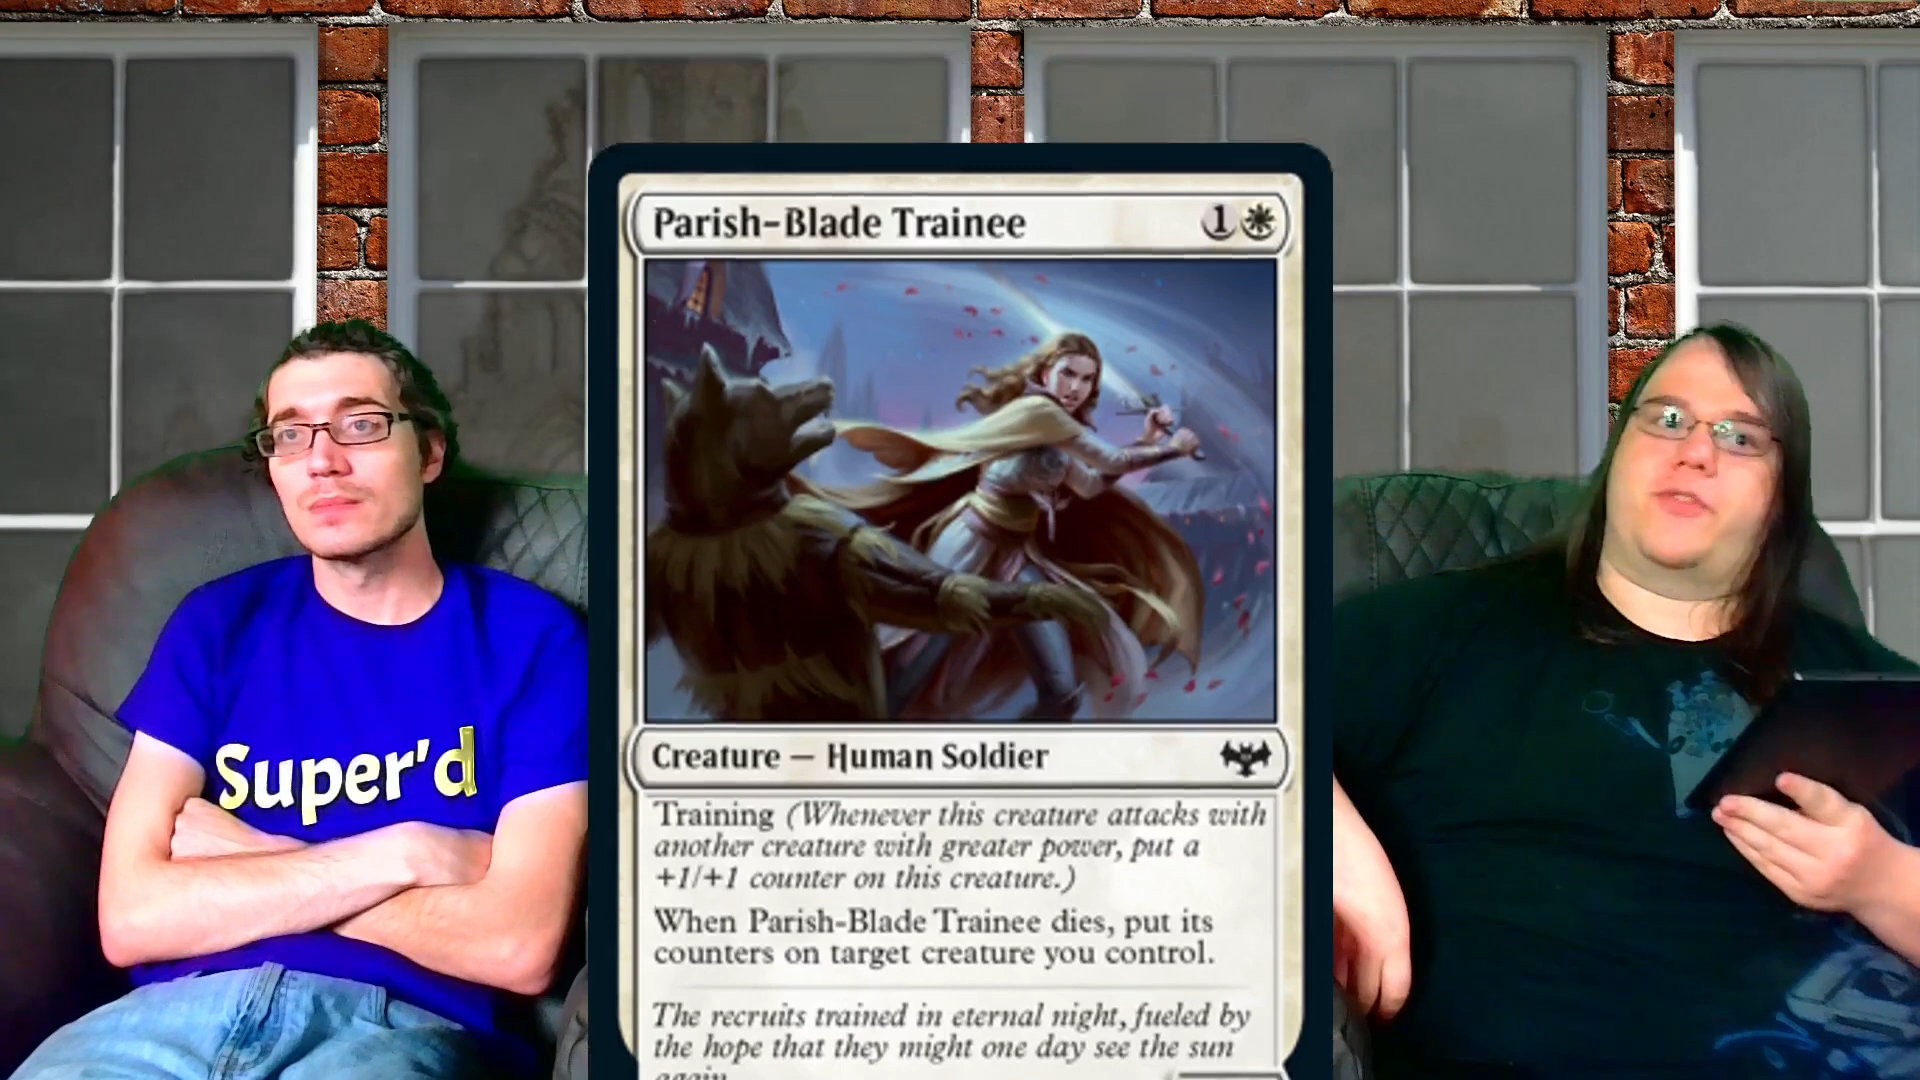 Parish-Blade Trainee 1
Super'd
Creature — Human Soldier
Training (Whenever this creature attacks with
another creature with greater power, put a
+1/+1 counter on this creature.)
When Parish-Blade Trainee dies, put its
counters on target creature you control.
The recruits trained in eternal night, fueled by
the hope that they might one day see the sun
again.